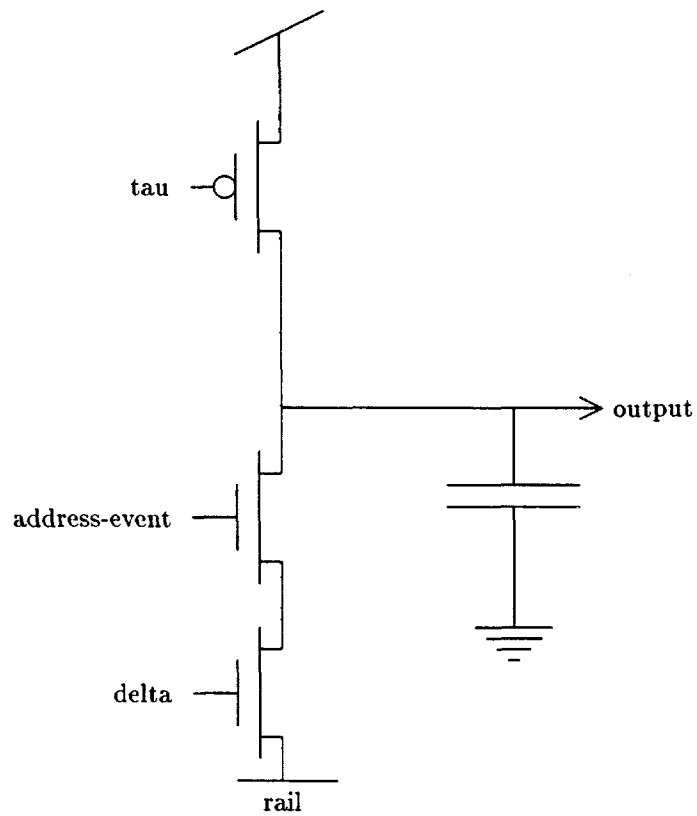 tau
output
address-event
delta
rail